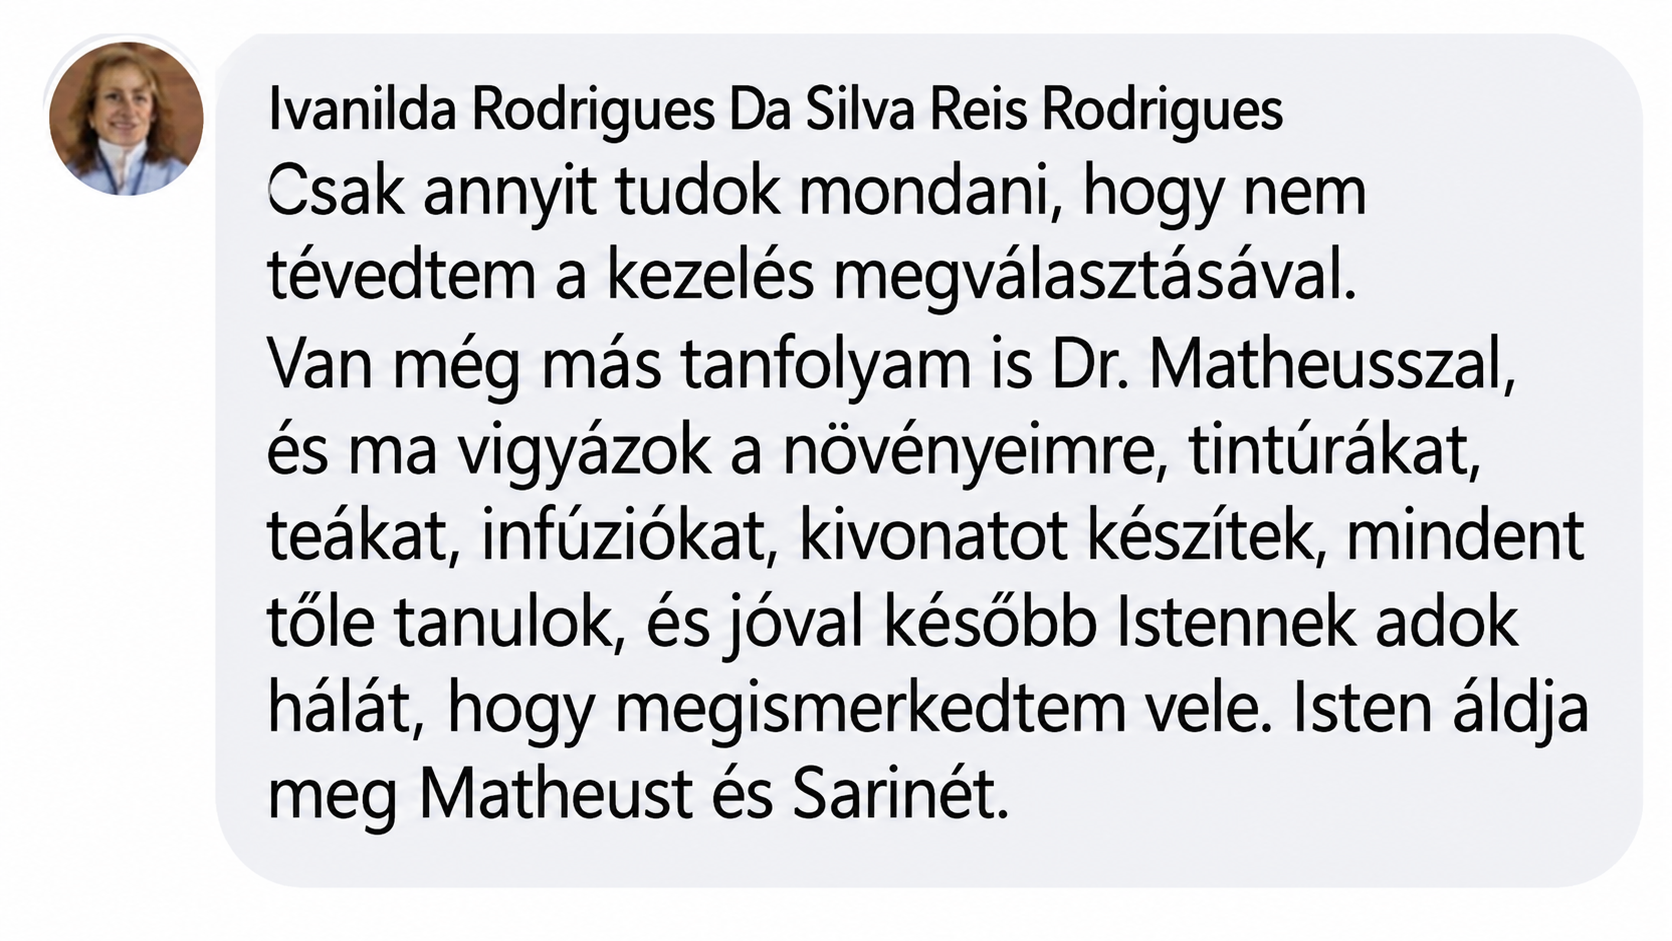 Ivanilda Rodrigues Da Silva Reis Rodrigues
Csak annyit tudok mondani, hogy nem
tévedtem a kezelés megválasztásával.
Van még más tanfolyam is Dr. Matheusszal,
és ma vigyázok a növényeimre, tintúrákat,
teákat, infúziókat, kivonatot készítek, mindent
tőle tanulok, és jóval később Istennek adok
hálát, hogy megismerkedtem vele. Isten áldja
meg Matheust és Sarinét.